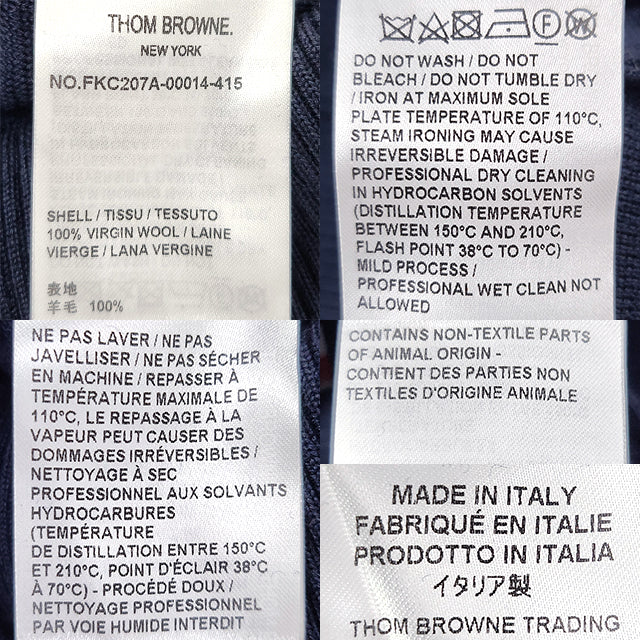 THOM BROWNE.
NEW YORK
NO.FKC207A-00014-415
SHELL / TISSU / TESSUTO
100% VIRGIN WOOL / LAINE
VIERGE / LANA VERGINE
表地
羊毛 100%
P W
DO NOT WASH / DO NOT
BLEACH / DO NOT TUMBLE DRY
/ IRON AT MAXIMUM SOLE
PLATE TEMPERATURE OF 110°C,
STEAM IRONING MAY CAUSE
IRREVERSIBLE DAMAGE /
PROFESSIONAL DRY CLEANING
IN HYDROCARBON SOLVENTS
(DISTILLATION TEMPERATURE
BETWEEN 150°C AND 210°C,
FLASH POINT 38°C TO 70°C) -
MILD PROCESS /
PROFESSIONAL WET CLEAN NOT
ALLOWED
NE PAS LAVER / NE PAS
JAVELLISER / NE PAS SÉCHER
EN MACHINE / REPASSER À
TEMPÉRATURE MAXIMALE DE
110°C, LE REPASSAGE À LA
VAPEUR PEUT CAUSER DES
DOMMAGES IRRÉVERSIBLES /
NETTOYAGE À SEC
PROFESSIONNEL AUX SOLVANTS
HYDROCARBURES
(TEMPÉRATURE
DE DISTILLATION ENTRE 150°C
ET 210°C, POINT D'ÉCLAIR 38°C
À 70°C) - PROCÉDÉ DOUX /
NETTOYAGE PROFESSIONNEL
PAR VOIE HUMIDE INTERDIT
CONTAINS NON-TEXTILE PARTS
OF ANIMAL ORIGIN -
CONTIENT DES PARTIES NON
TEXTILES D'ORIGINE ANIMALE
MADE IN ITALY
FABRIQUÉ EN ITALIE
PRODOTTO IN ITALIA
イタリア製
THOM BROWNE TRADING